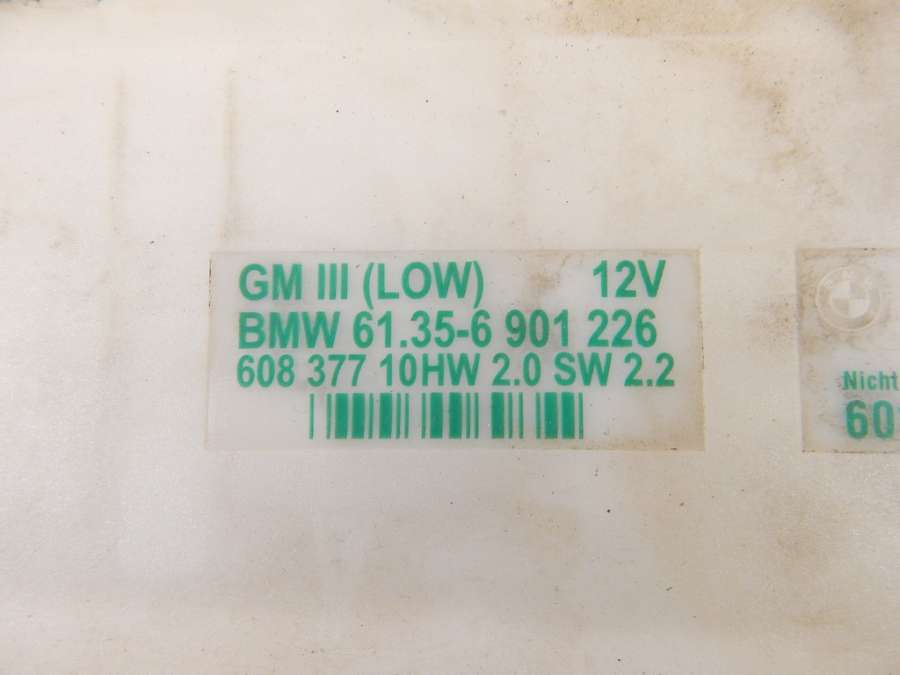 GM III (LOW) 12V
BMW 61.35-6 901 226
608 377 10HW 2.0 SW 2.2
Nicht
60